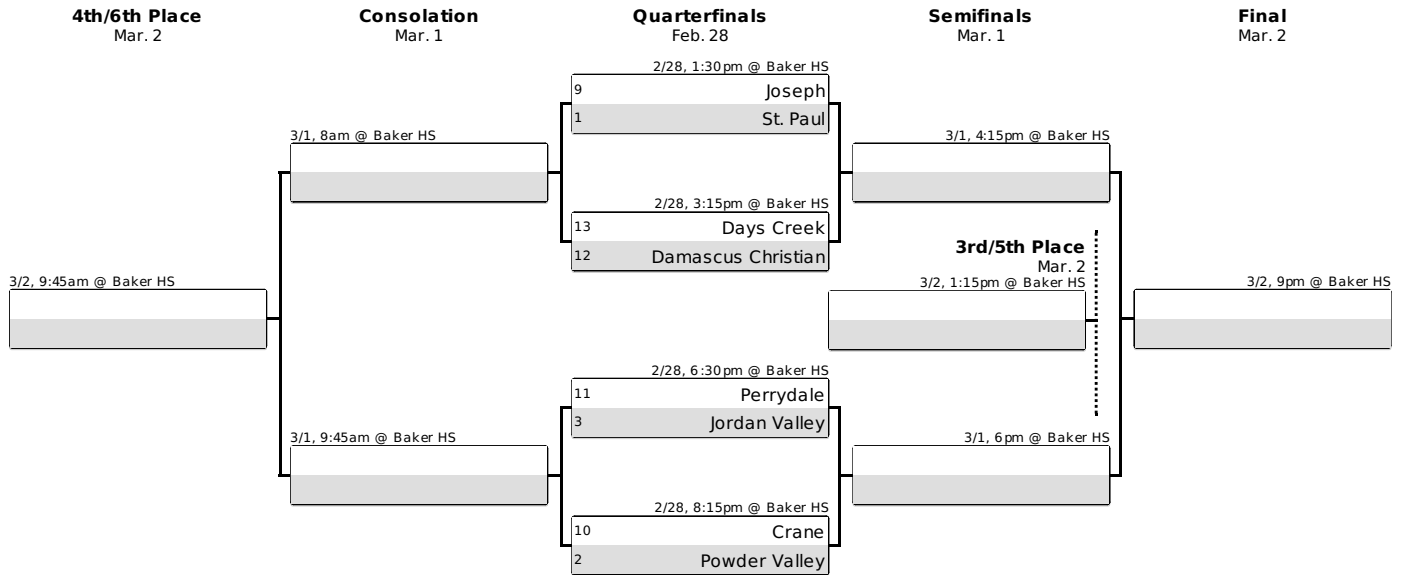 4th/6th Place
Mar. 2
Consolation
Mar. 1
Quarterfinals
Feb. 28
Semifinals
Mar. 1
Final
Mar. 2
2/28, 1:30pm @ Baker HS
9 Joseph
1 St. Paul
3/1, 8am @ Baker HS
3/1, 4:15pm @ Baker HS
2/28, 3:15pm @ Baker HS
13 Days Creek
12 Damascus Christian
3rd/5th Place
Mar. 2
3/2, 9:45am @ Baker HS
3/2, 1:15pm @ Baker HS
3/2, 9pm @ Baker HS
2/28, 6:30pm @ Baker HS
11 Perrydale
3 Jordan Valley
3/1, 9:45am @ Baker HS
3/1, 6pm @ Baker HS
2/28, 8:15pm @ Baker HS
10 Crane
2 Powder Valley